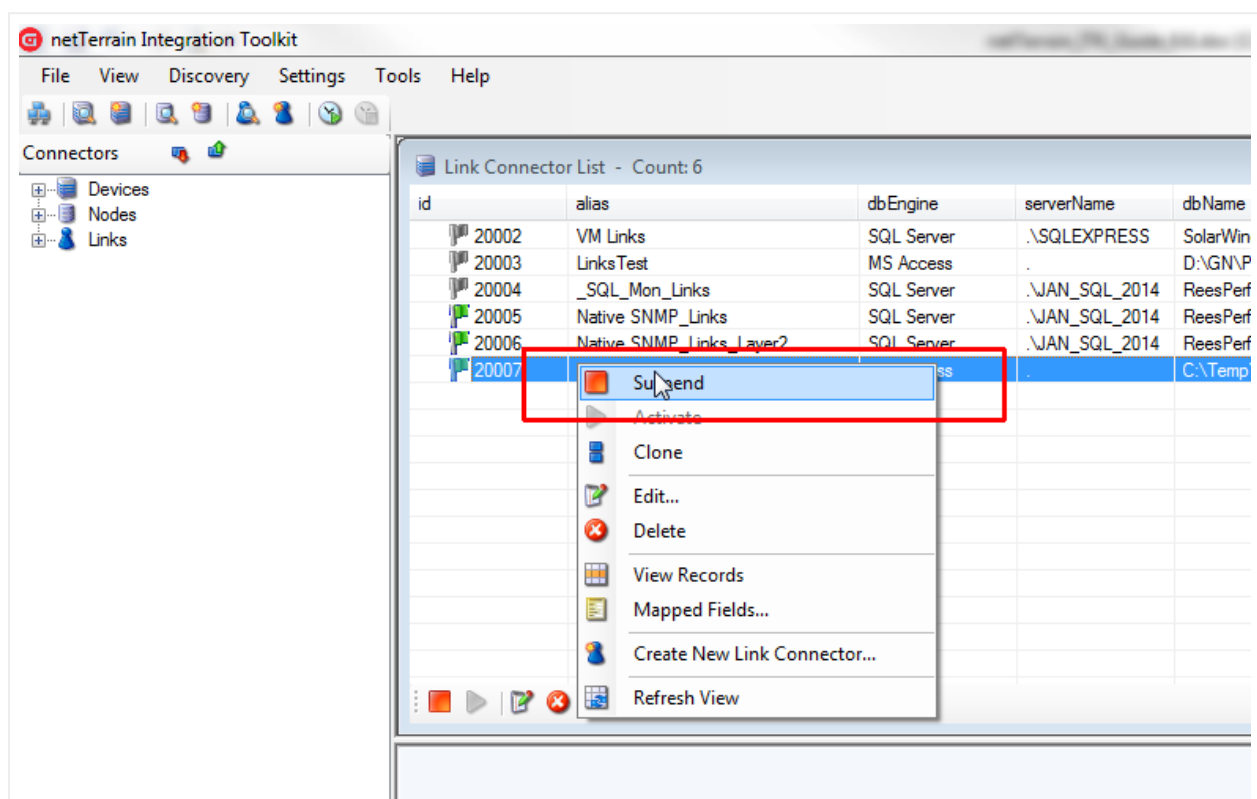 netTerrain Integration Toolkit
File View Discovery Settings Tools Help
Connectors
Devices
Nodes
Links
Link Connector List - Count: 6
id alias dbEngine serverName dbName
20002 VM Links SQL Server .\SQLEXPRESS SolarWin
20003 LinksTest MS Access . D:\GN\P
20004 _SQL_Mon_Links SQL Server .\JAN_SQL_2014 ReesPerf
20005 Native SNMP_Links SQL Server .\JAN_SQL_2014 ReesPerf
20006 Native SNMP_Links_Layer2 SQL Server .\JAN_SQL_2014 ReesPerf
20007 ss . C:\Temp\
Suspend
Activate
Clone
Edit...
Delete
View Records
Mapped Fields...
Create New Link Connector...
Refresh View